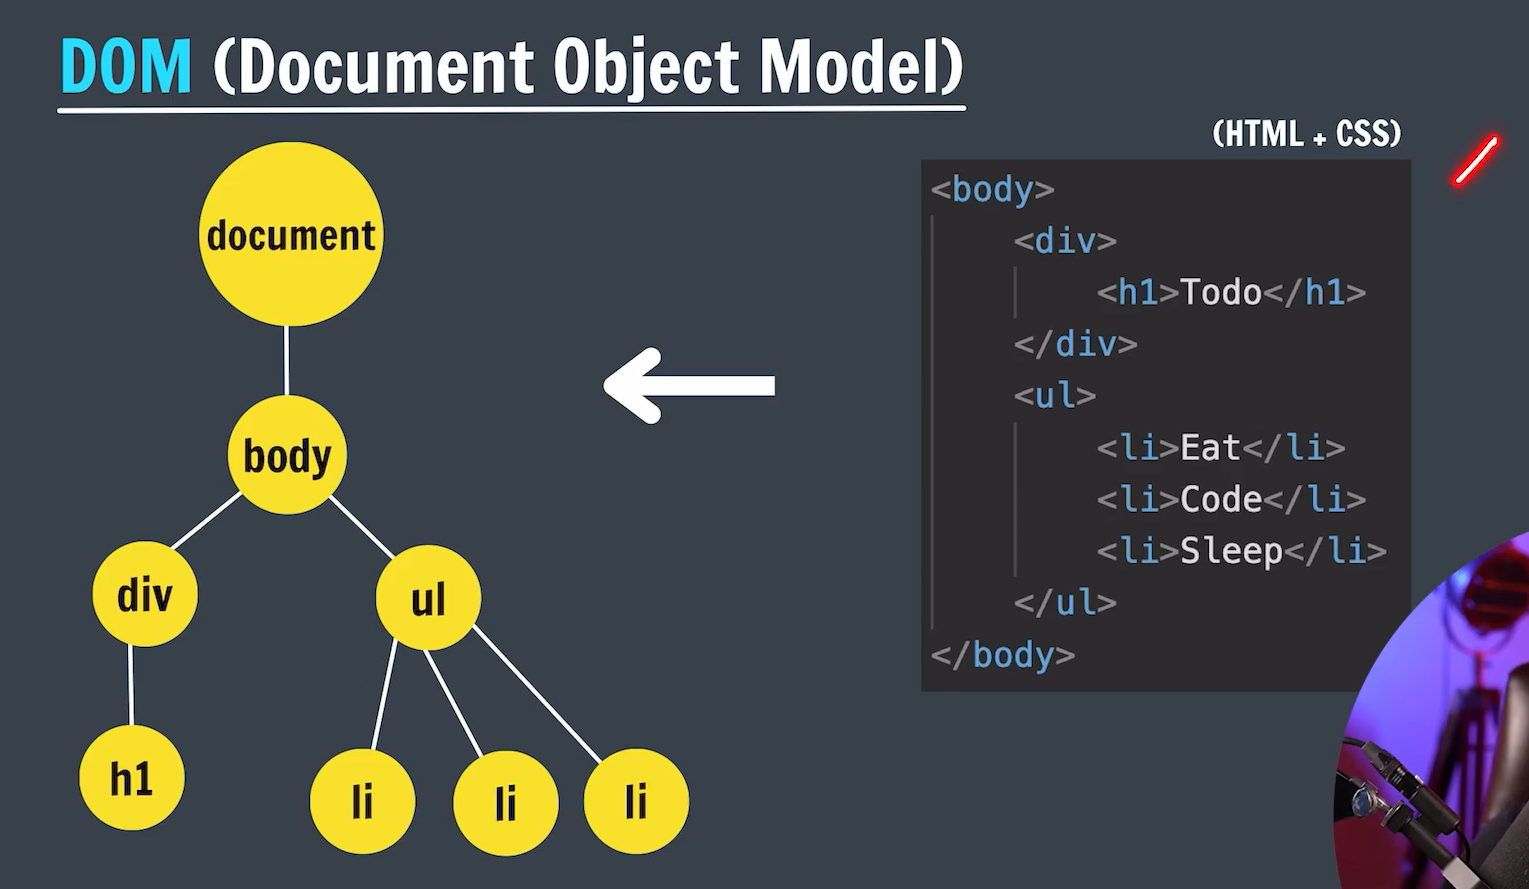 DOM (Document Object Model)
(HTML + CSS)
document
body
div
ul
h1
li
li
li
<body>
<div>
<h1>Todo</h1>
</div>
<ul>
<li>Eat</li>
<li>Code</li>
<li>Sleep</li>
</ul>
</body>